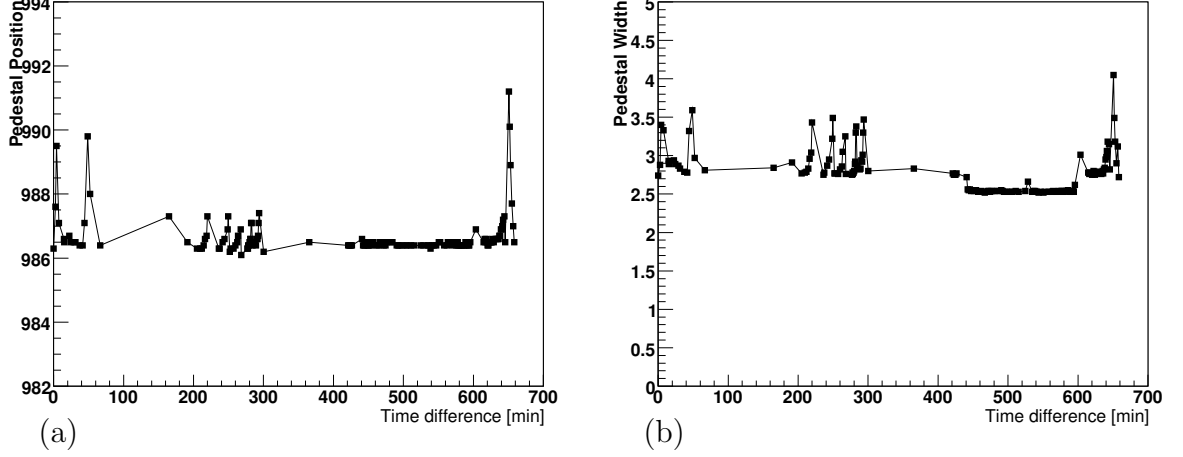 Pedestal Position
994
992
990
988
986
984
982
0 100 200 300 400 500 600 700
Time difference [min]
(a)
Pedestal Width
5
4.5
4
3.5
3
2.5
2
1.5
1
0.5
0
0 100 200 300 400 500 600 700
Time difference [min]
(b)